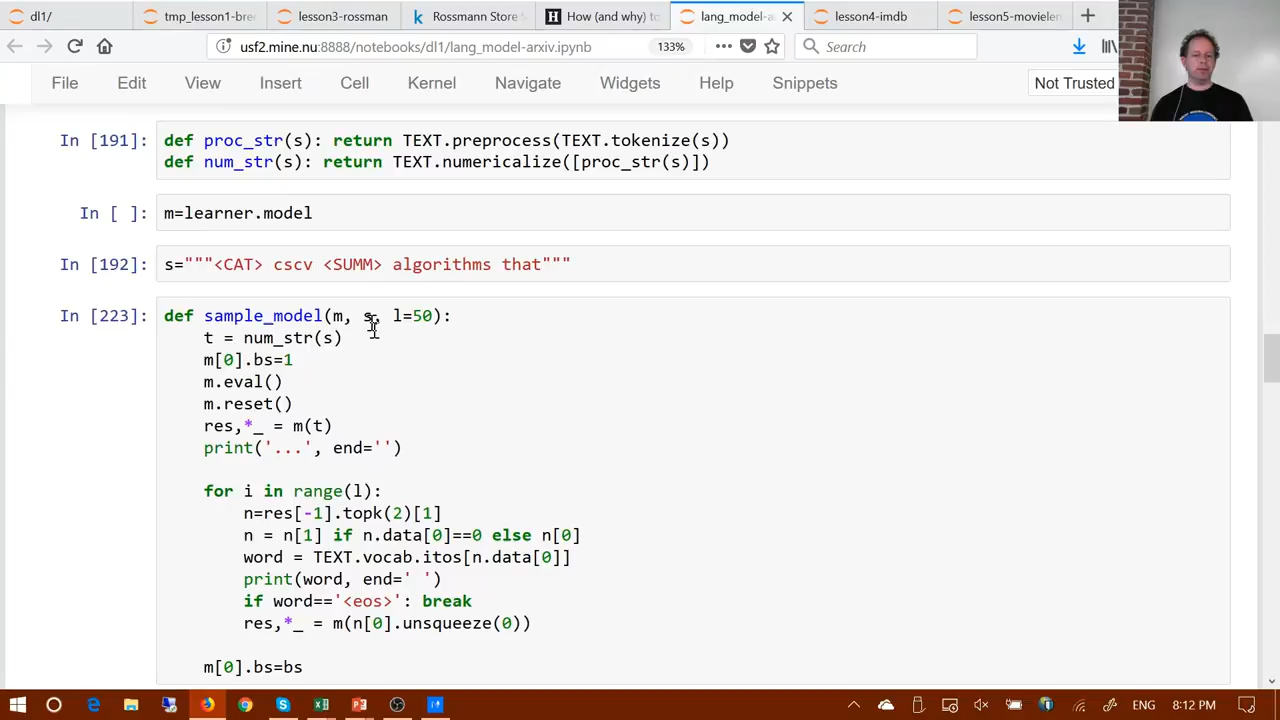 dl1/
tmp_lesson1-bre
lesson3-rossman
Rossmann Store S
How (and why) to
lang_model-a
lesson4-imdb
lesson5-moviele
usf2.mine.nu:8888/notebooks/dl1/lang_model-arxiv.ipynb
133%
Search
File Edit View Insert Cell Kernel Navigate Widgets Help Snippets
Not Trusted
In [191]:
def proc_str(s): return TEXT.preprocess(TEXT.tokenize(s))
def num_str(s): return TEXT.numericalize([proc_str(s)])
In [ ]:
m=learner.model
In [192]:
s="""<CAT> cscv <SUMM> algorithms that"""
In [223]:
def sample_model(m, s, l=50):
t = num_str(s)
m[0].bs=1
m.eval()
m.reset()
res,*_ = m(t)
print('...', end='')
for i in range(l):
n=res[-1].topk(2)[1]
n = n[1] if n.data[0]==0 else n[0]
word = TEXT.vocab.itos[n.data[0]]
print(word, end=' ')
if word=='<eos>': break
res,*_ = m(n[0].unsqueeze(0))
m[0].bs=bs
ENG
8:12 PM